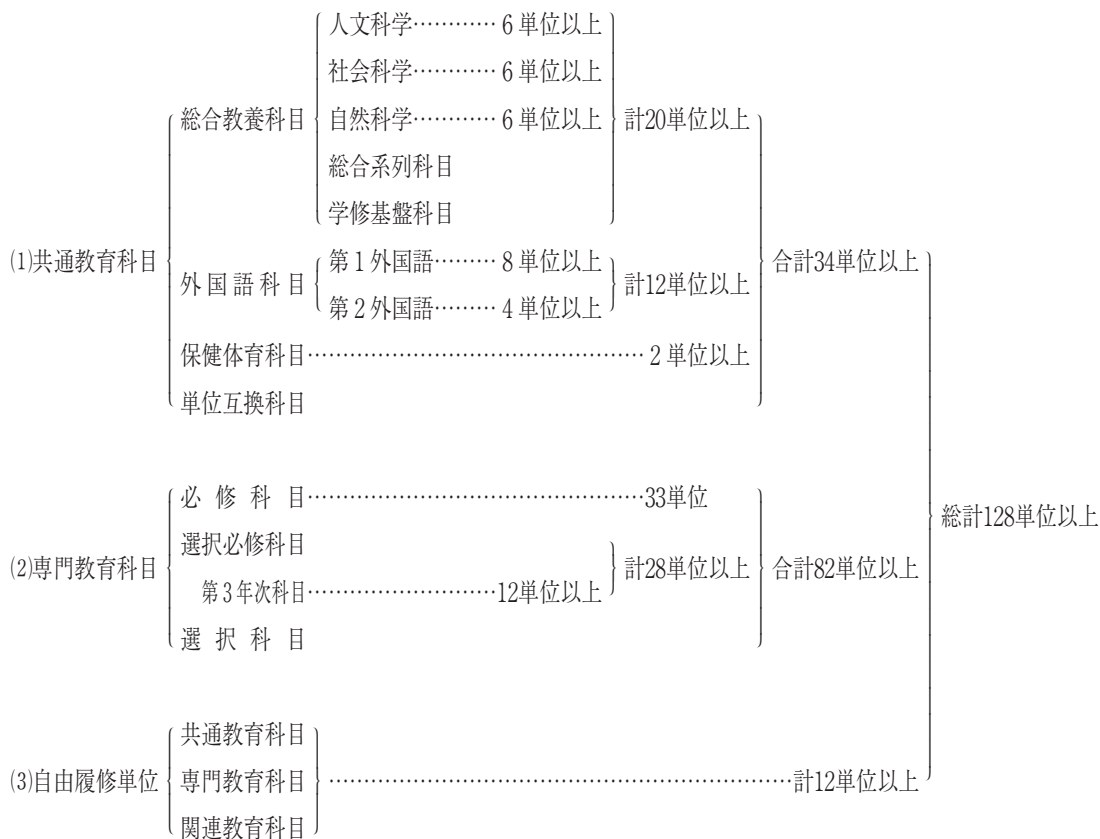 人文科学………… 6 単位以上
社会科学………… 6 単位以上
総合教養科目 自然科学………… 6 単位以上 計20単位以上
総合系列科目
学修基盤科目
(1)共通教育科目 合計34単位以上
外国語科目 第1外国語……… 8 単位以上 計12単位以上
第2外国語……… 4 単位以上
保健体育科目………………………………………… 2 単位以上
単位互換科目
必修科目…………………………………………33単位
総計128単位以上
選択必修科目
(2)専門教育科目 計28単位以上 合計82単位以上
第3年次科目………………………12単位以上
選択科目
共通教育科目
(3)自由履修単位 専門教育科目 …………………………………………………………計12単位以上
関連教育科目